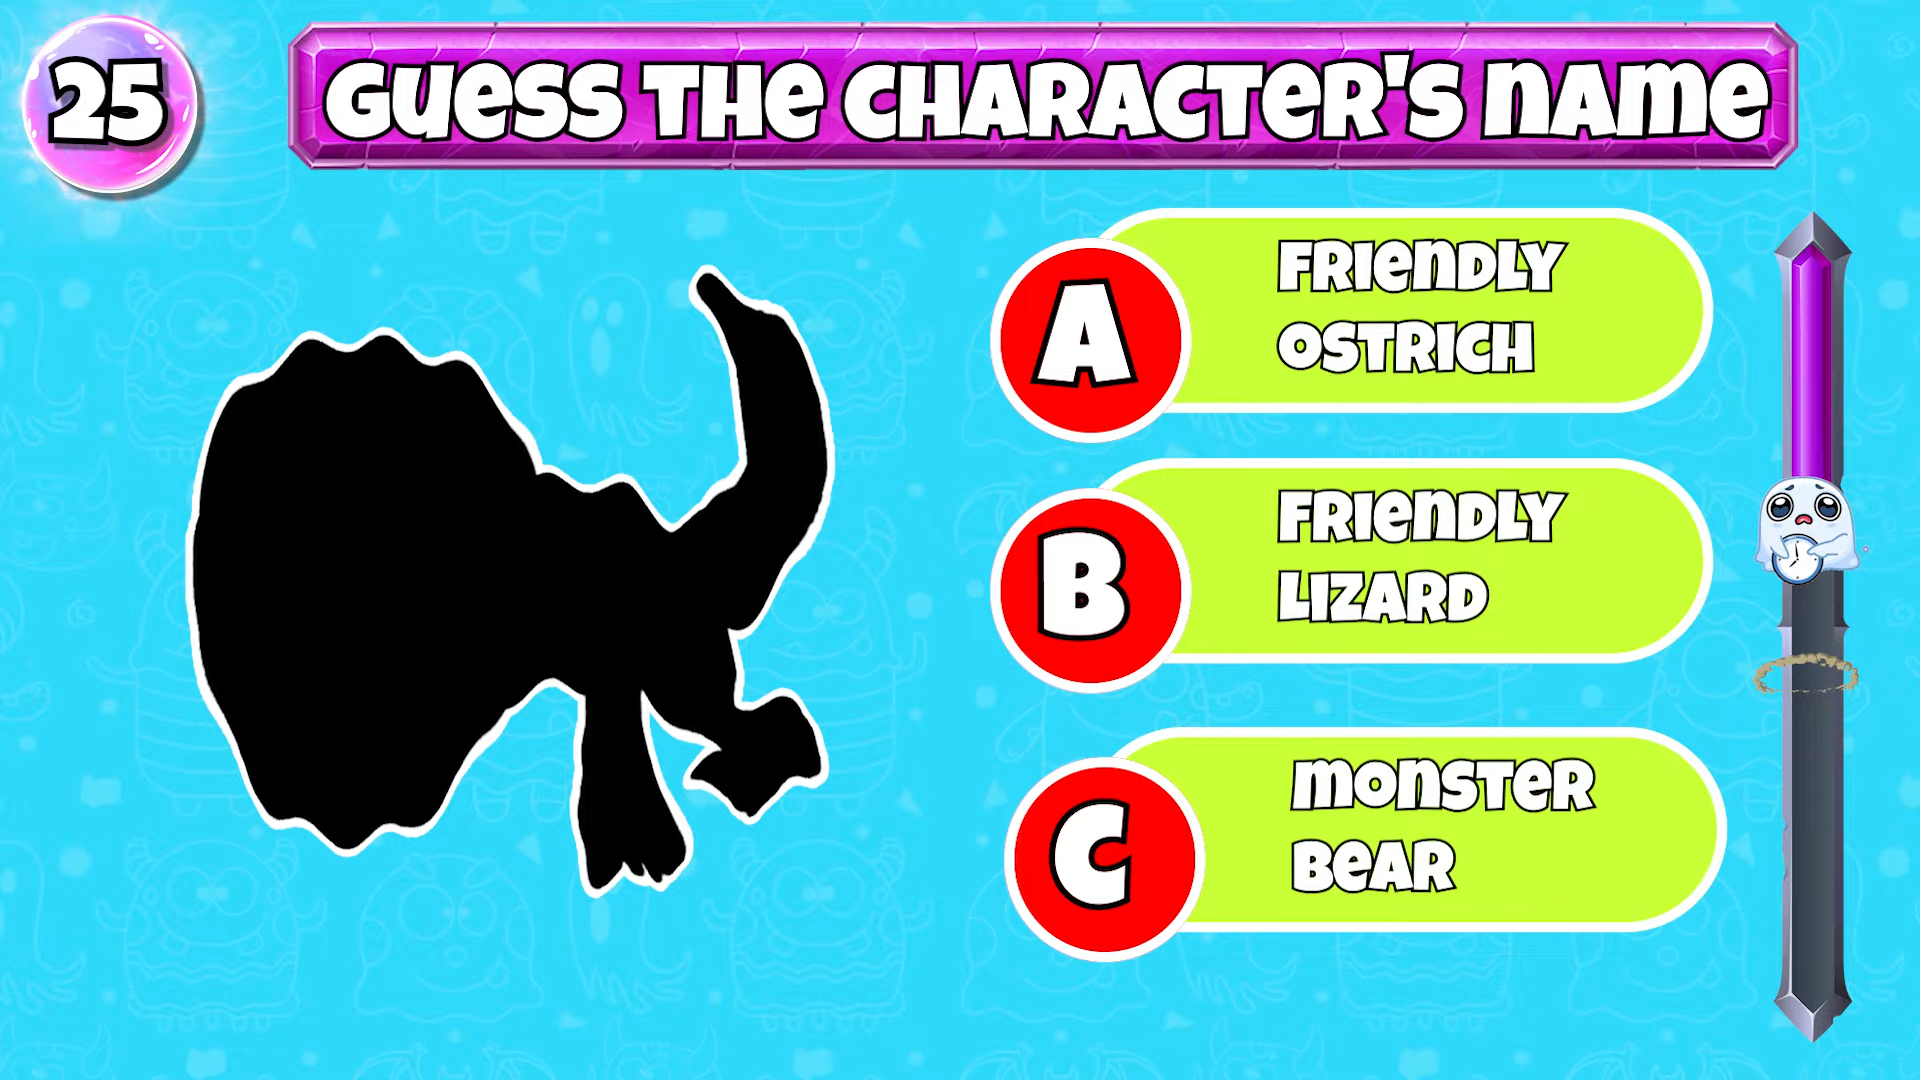 25
GUESS THE CHARACTER'S NAME
A
FRIENDLY
OSTRICH
B
FRIENDLY
LIZARD
C
MONSTER
BEAR